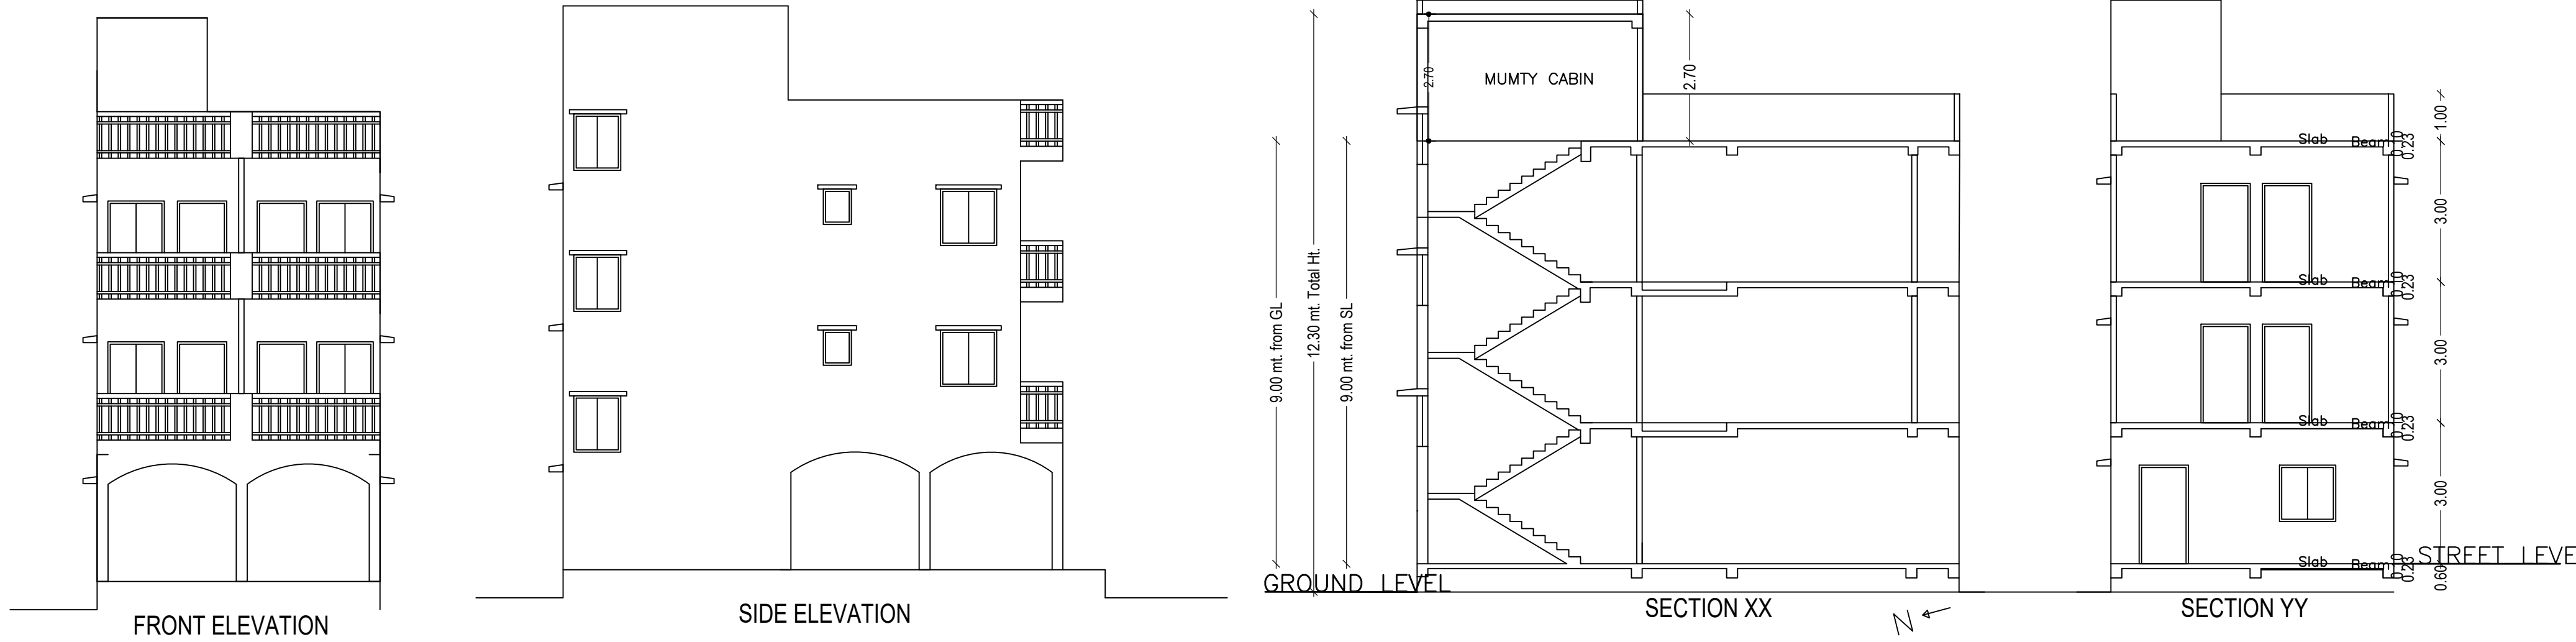 FRONT ELEVATION
SIDE ELEVATION
9.00 mt. from GL
12.30 mt. Total Ht.
9.00 mt. from SL
2.70
MUMTY CABIN
2.70
GROUND LEVEL
SECTION XX
N
Slab Beam 0.23
1.00
Slab Beam 0.23
3.00
Slab Beam 0.23
3.00
Slab Beam 0.23
3.00
0.60
STREET LEVE
SECTION YY